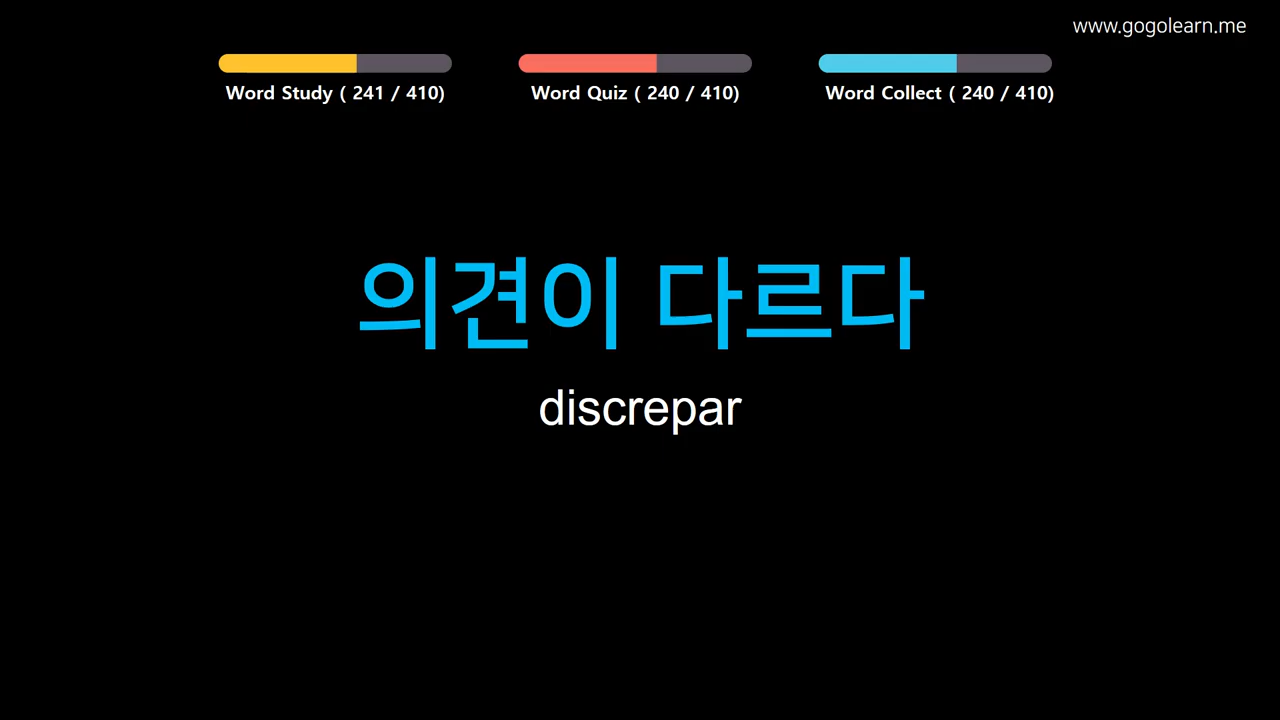 www.gogolearn.me
Word Study ( 241 / 410)
Word Quiz ( 240 / 410)
Word Collect ( 240 / 410)
의견이 다르다
discrepar